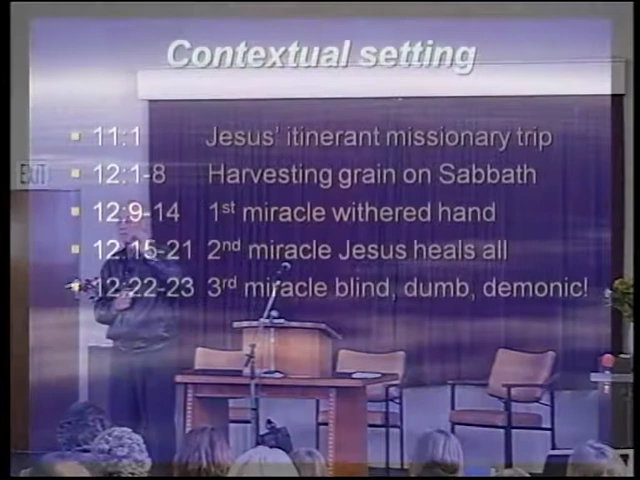 Contextual setting
EXIT
▪ 11:1 Jesus' itinerant missionary trip
▪ 12:1-8 Harvesting grain on Sabbath
▪ 12:9-14 1st miracle withered hand
▪ 12:15-21 2nd miracle Jesus heals all
▪ 12:22-23 3rd miracle blind, dumb, demonic!